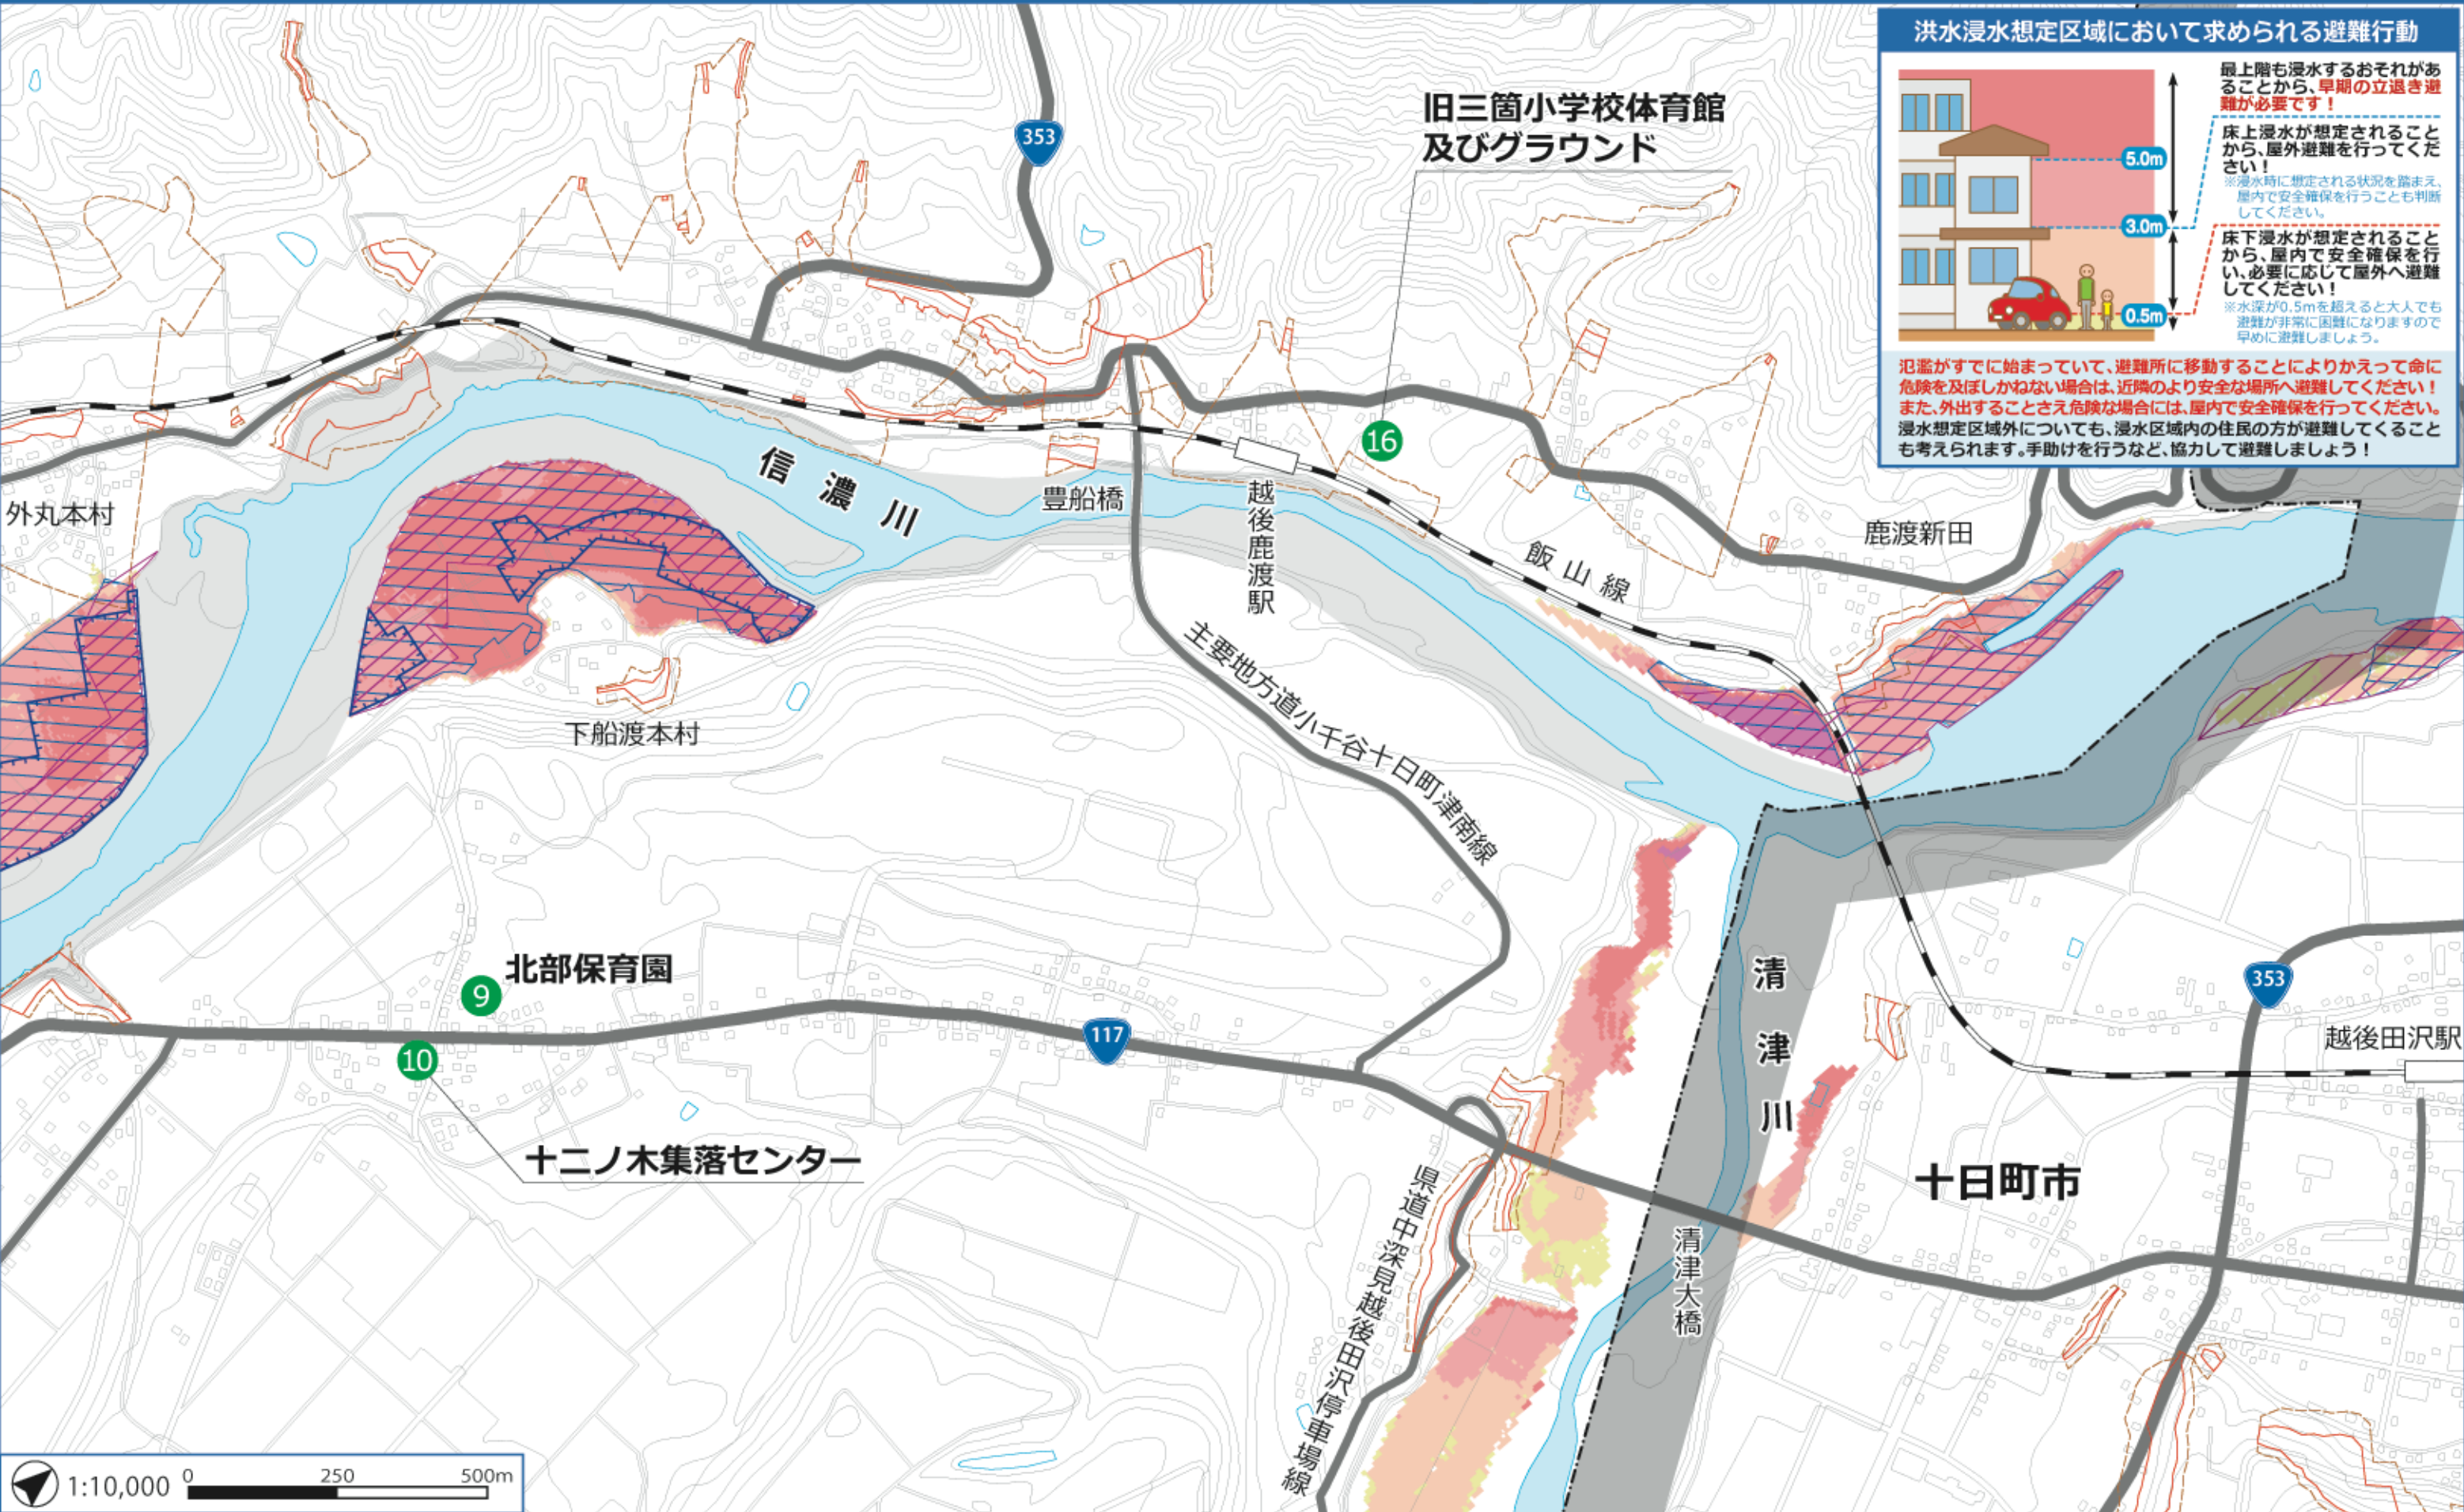 洪水浸水想定区域において求められる避難行動
最上階も浸水するおそれがあ
ることから、早期の立退き避
難が必要です！
床上浸水が想定されること
から、屋外避難を行ってくだ
さい！
※浸水時に想定される状況を踏まえ、
屋内で安全確保を行うことも判断
してください。
床下浸水が想定されること
から、屋内で安全確保を行
い、必要に応じて屋外へ避難
してください！
※水深が0.5mを超えると大人でも
避難が非常に困難になりますので
早めに避難しましょう。
5.0m
3.0m
0.5m
氾濫がすでに始まっていて、避難所に移動することによりかえって命に
危険を及ぼしかねない場合は、近隣のより安全な場所へ避難してください！
また、外出することさえ危険な場合には、屋内で安全確保を行ってください。
浸水想定区域外についても、浸水区域内の住民の方が避難してくること
も考えられます。手助けを行うなど、協力して避難しましょう！
353
旧三箇小学校体育館
及びグラウンド
16
外丸本村
信濃川
豊船橋
越後鹿渡駅
飯山線
鹿渡新田
主要地方道小千谷十日町津南線
下船渡本村
北部保育園
9
10
117
十二ノ木集落センター
清津川
353
越後田沢駅
十日町市
清津大橋
県道中深見越後田沢停車場線
1:10,000
0
250
500m